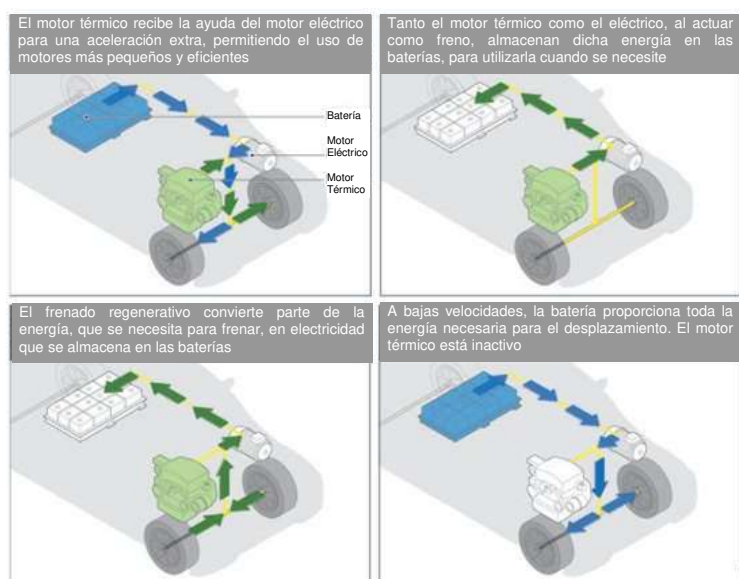 El motor térmico recibe la ayuda del motor eléctrico
para una aceleración extra, permitiendo el uso de
motores más pequeños y eficientes
Batería
Motor
Eléctrico
Motor
Térmico
Tanto el motor térmico como el eléctrico, al actuar
como freno, almacenan dicha energía en las
baterías, para utilizarla cuando se necesite
El frenado regenerativo convierte parte de la
energía, que se necesita para frenar, en electricidad
que se almacena en las baterías
A bajas velocidades, la batería proporciona toda la
energía necesaria para el desplazamiento. El motor
térmico está inactivo